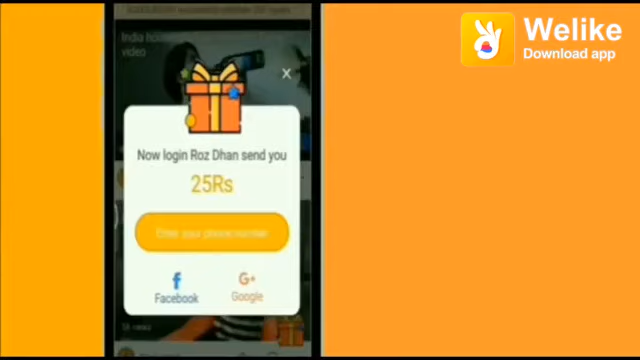 Welike
Download app
India
video
X
Now login Roz Dhan send you
25Rs
Enter your phone number
Facebook
G+
Google